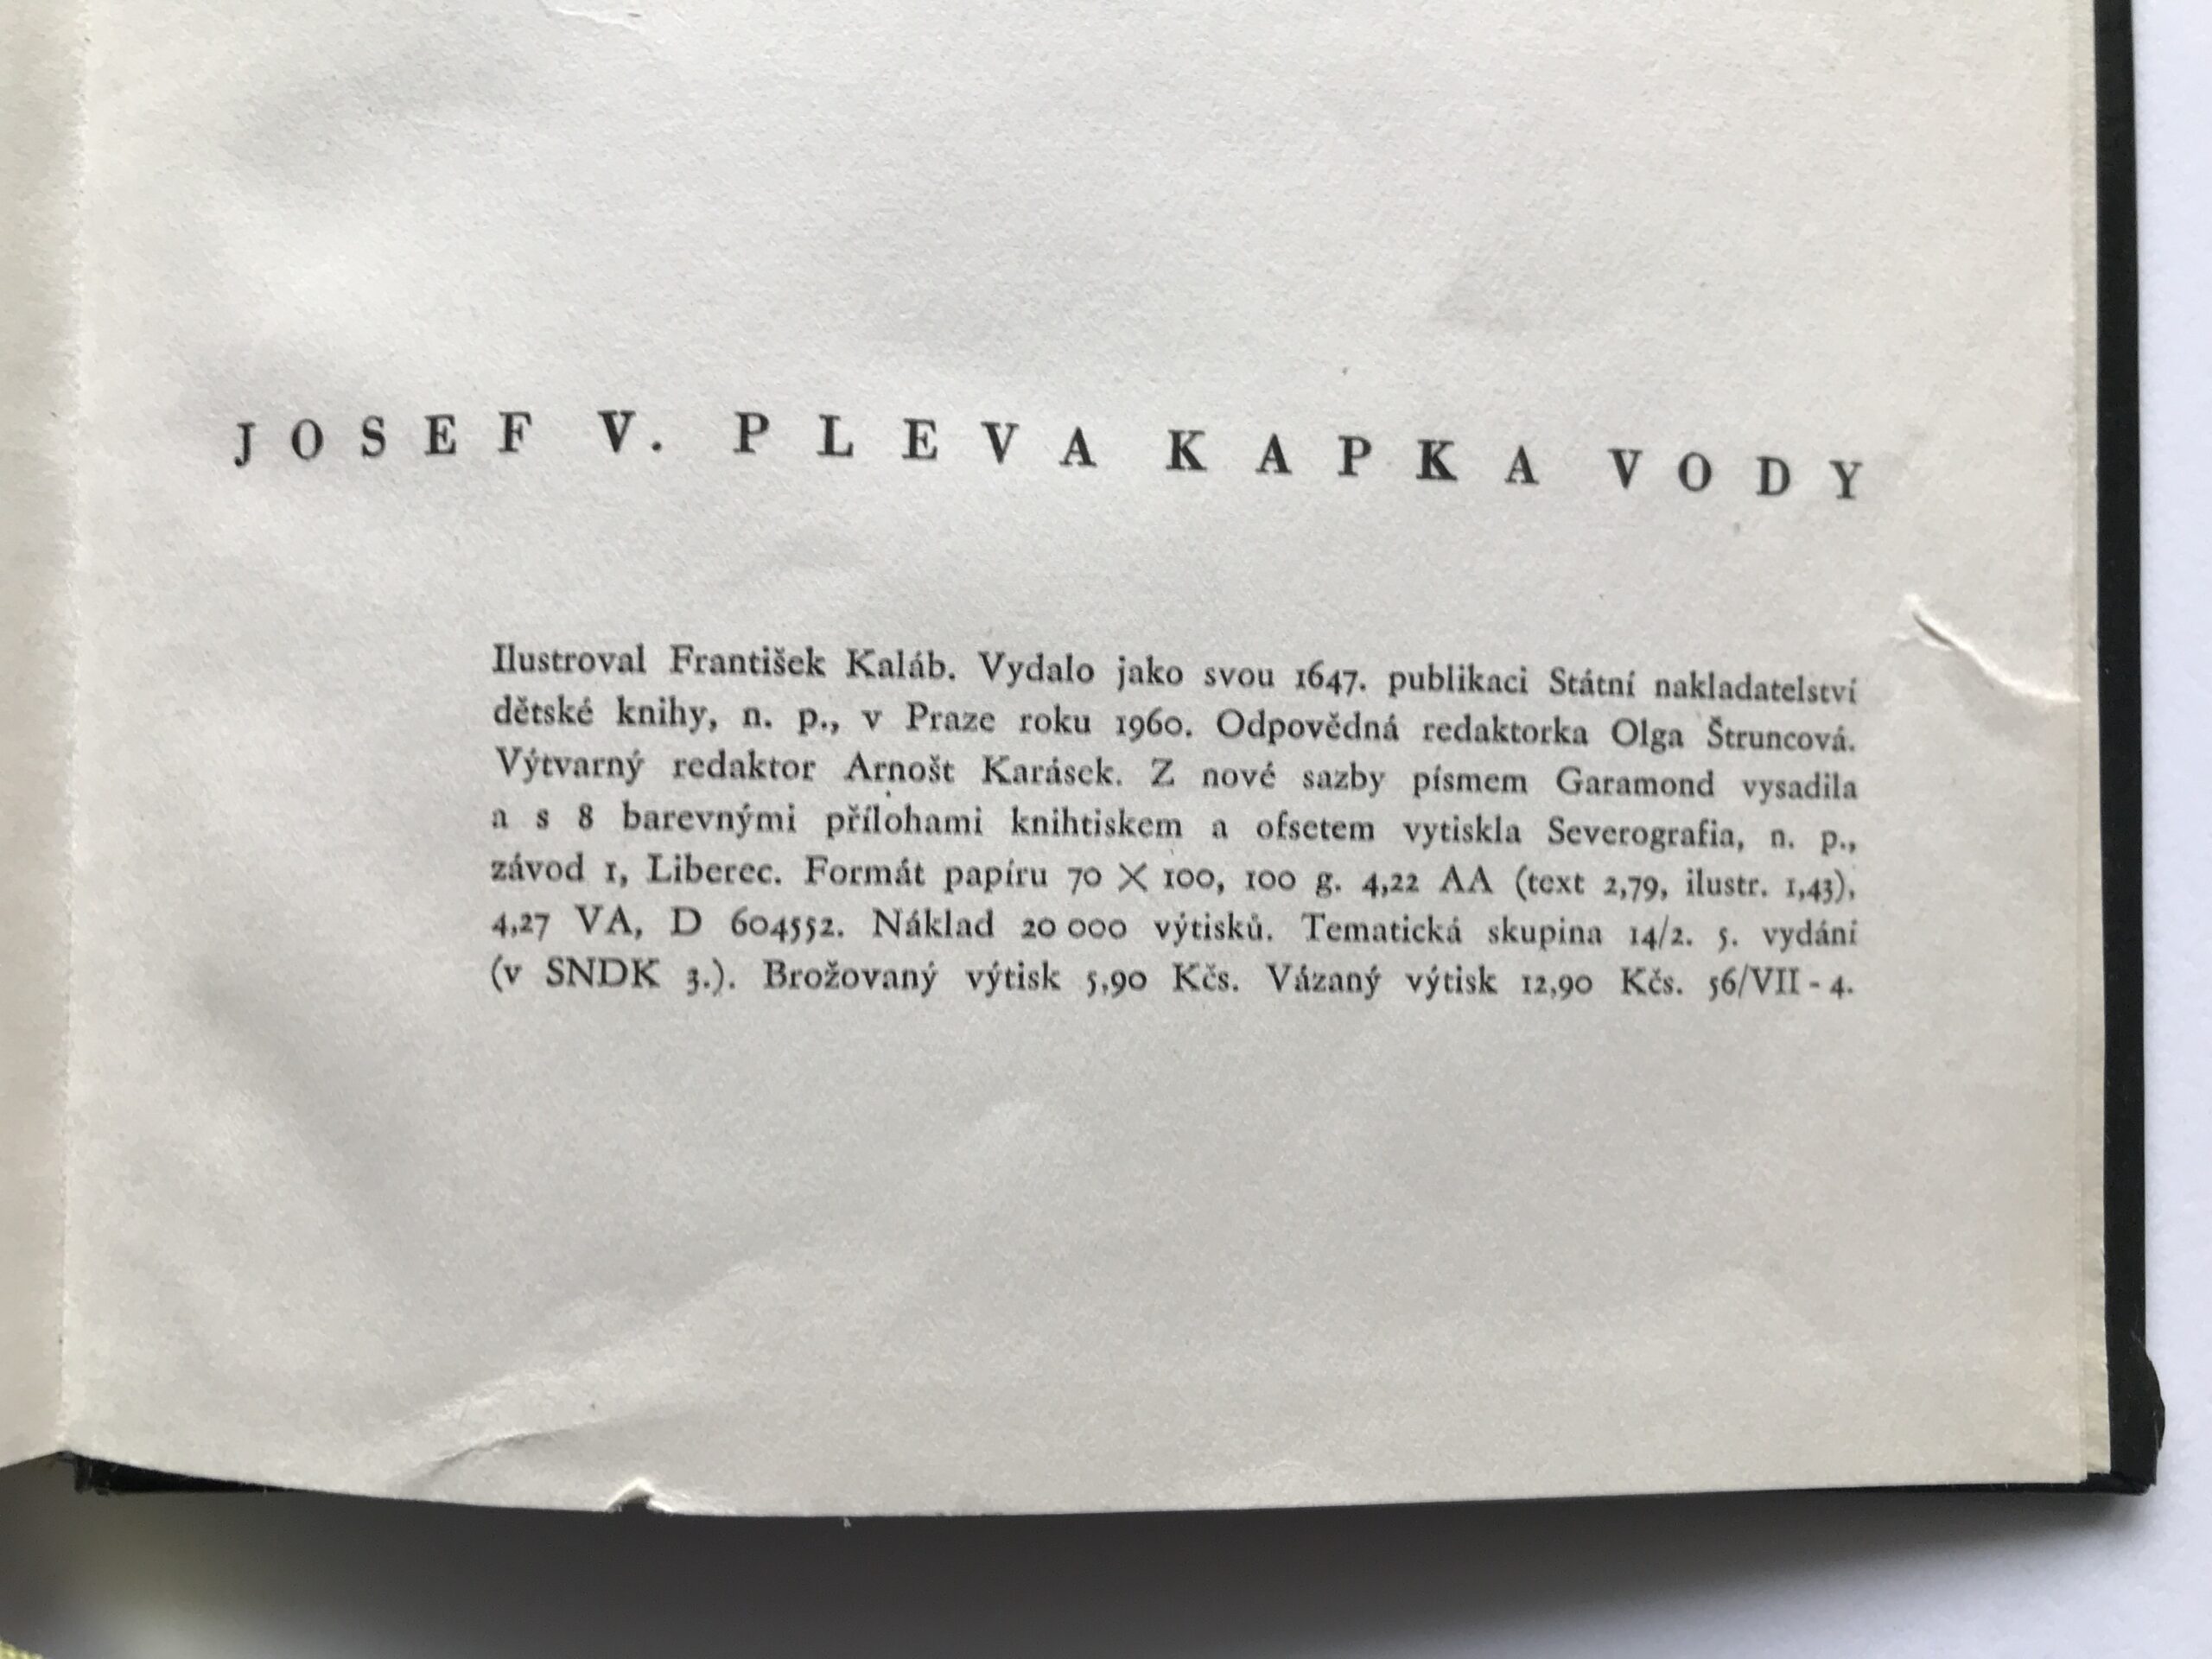 JOSEF V. PLEVA KAPKA VODY
Ilustroval František Kaláb. Vydalo jako svou 1647. publikaci Státní nakladatelství
dětské knihy, n. p., v Praze roku 1960. Odpovědná redaktorka Olga Štruncová.
Výtvarný redaktor Arnošt Karásek. Z nové sazby písmem Garamond vysadila
a s 8 barevnými přílohami knihtiskem a ofsetem vytiskla Severografia, n. p.,
závod 1, Liberec. Formát papíru 70 × 100, 100 g. 4,22 AA (text 2,79, ilustr. 1,43),
4,27 VA, D 604552. Náklad 20 000 výtisků. Tematická skupina 14/2. 5. vydání
(v SNDK 3.). Brožovaný výtisk 5,90 Kčs. Vázaný výtisk 12,90 Kčs. 56/VII - 4.